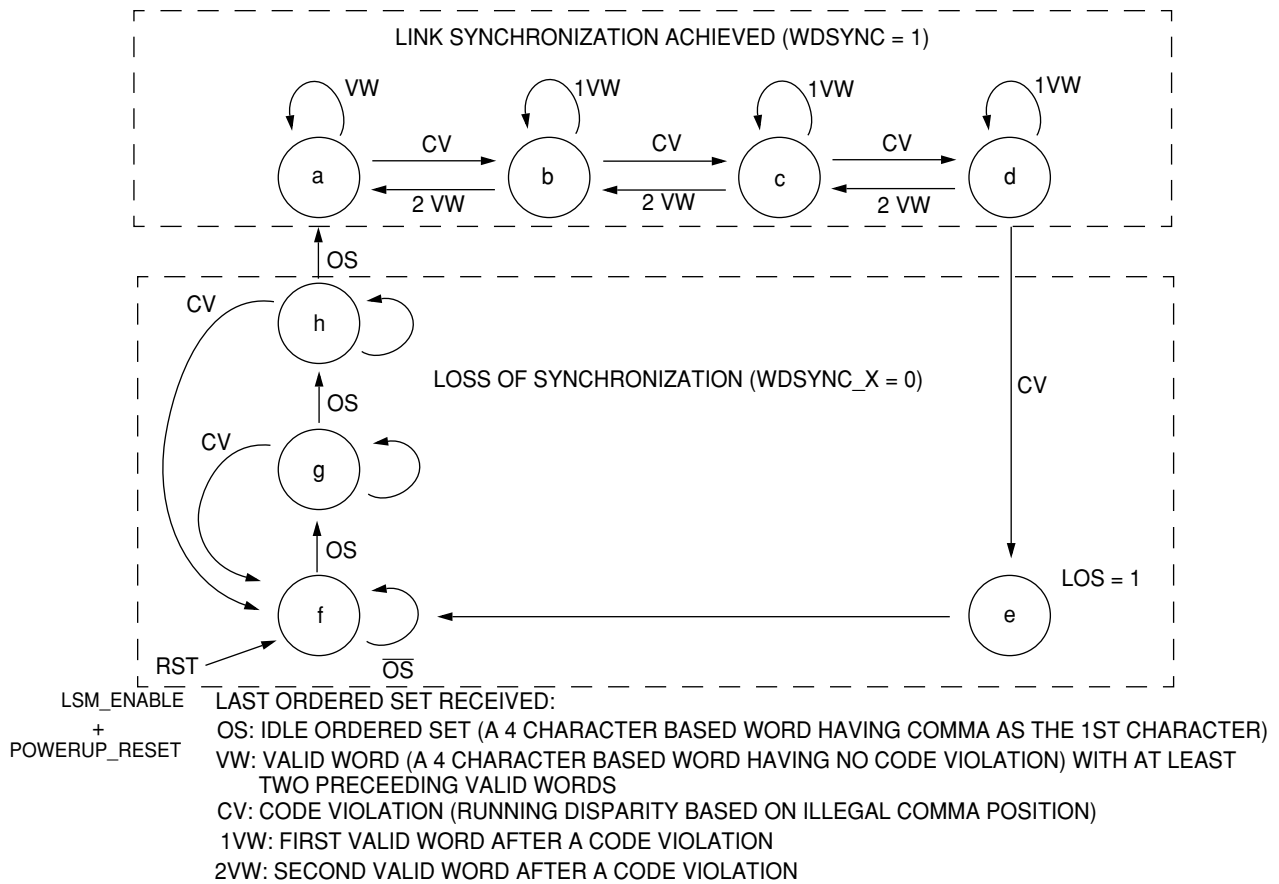 LINK SYNCHRONIZATION ACHIEVED (WDSYNC = 1)
VW
1VW
1VW
1VW
CV
CV
CV
a
b
c
d
2 VW
2 VW
2 VW
OS
CV
h
LOSS OF SYNCHRONIZATION (WDSYNC_X = 0)
CV
OS
CV
g
OS
LOS = 1
f
e
RST
OS
LSM_ENABLE
+
POWERUP_RESET
LAST ORDERED SET RECEIVED:
OS: IDLE ORDERED SET (A 4 CHARACTER BASED WORD HAVING COMMA AS THE 1ST CHARACTER)
VW: VALID WORD (A 4 CHARACTER BASED WORD HAVING NO CODE VIOLATION) WITH AT LEAST
TWO PRECEEDING VALID WORDS
CV: CODE VIOLATION (RUNNING DISPARITY BASED ON ILLEGAL COMMA POSITION)
1VW: FIRST VALID WORD AFTER A CODE VIOLATION
2VW: SECOND VALID WORD AFTER A CODE VIOLATION